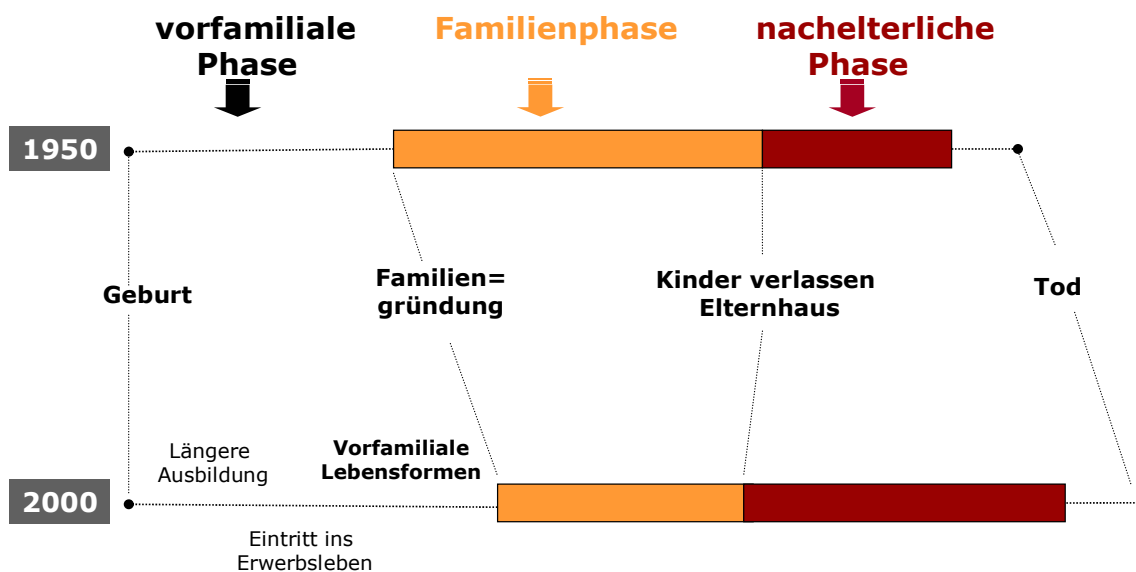 vorfamiliale
Phase
Familienphase
nachelterliche
Phase
1950
Geburt
Familien=
gründung
Kinder verlassen
Elternhaus
Tod
Längere
Ausbildung
Vorfamiliale
Lebensformen
2000
Eintritt ins
Erwerbsleben